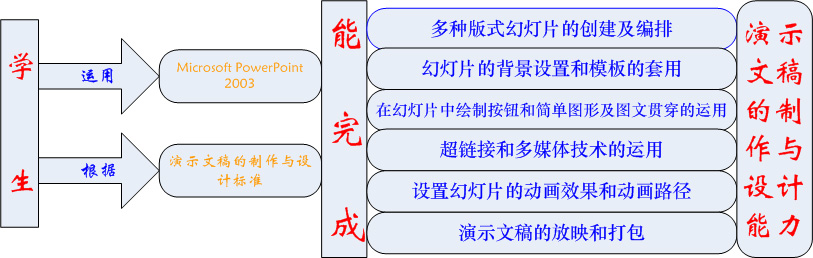 学生
运用
Microsoft PowerPoint
2003
根据
演示文稿的制作与设
计标准
能完成
多种版式幻灯片的创建及编排
幻灯片的背景设置和模板的套用
在幻灯片中绘制按钮和简单图形及图文贯穿的运用
超链接和多媒体技术的运用
设置幻灯片的动画效果和动画路径
演示文稿的放映和打包
演示
文稿
的制
作与
设计
能力